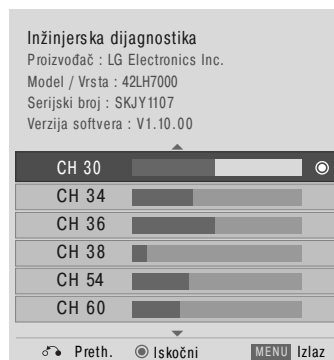 Inžinjerska dijagnostika
Proizvođač : LG Electronics Inc.
Model / Vrsta : 42LH7000
Serijski broj : SKJY1107
Verzija softvera : V1.10.00
CH 30
CH 34
CH 36
CH 38
CH 54
CH 60
Preth. Iskočni MENU Izlaz